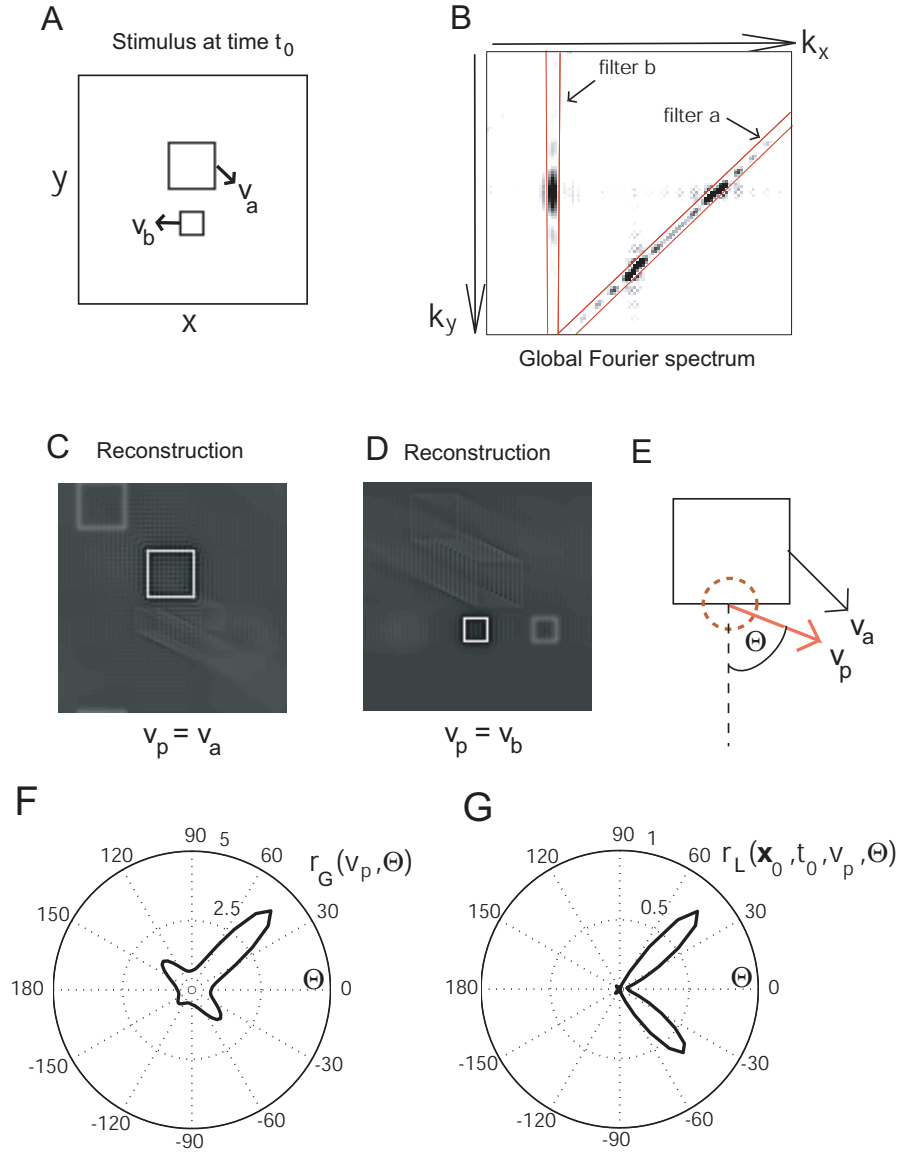 A
Stimulus at time t0
y
va
vb
x
B
kx
filter b
filter a
ky
Global Fourier spectrum
C Reconstruction
vp = va
D Reconstruction
vp = vb
E
va
Θ
vp
F
90
5
120
60
rG(vp,Θ)
150
2.5
30
180
Θ
0
-150
-30
-120
-60
-90
G
90
1
120
60
rL(x0,t0,vp,Θ)
150
0.5
30
180
Θ
0
-150
-30
-120
-60
-90